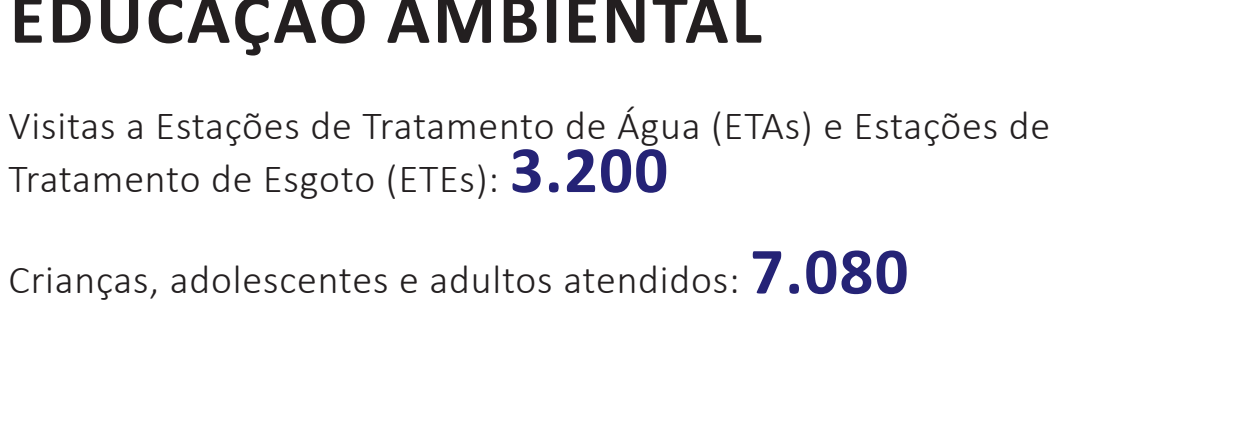 EDUCAÇÃO AMBIENTAL
Visitas a Estações de Tratamento de Água (ETAs) e Estações de
Tratamento de Esgoto (ETEs): 3.200
Crianças, adolescentes e adultos atendidos: 7.080